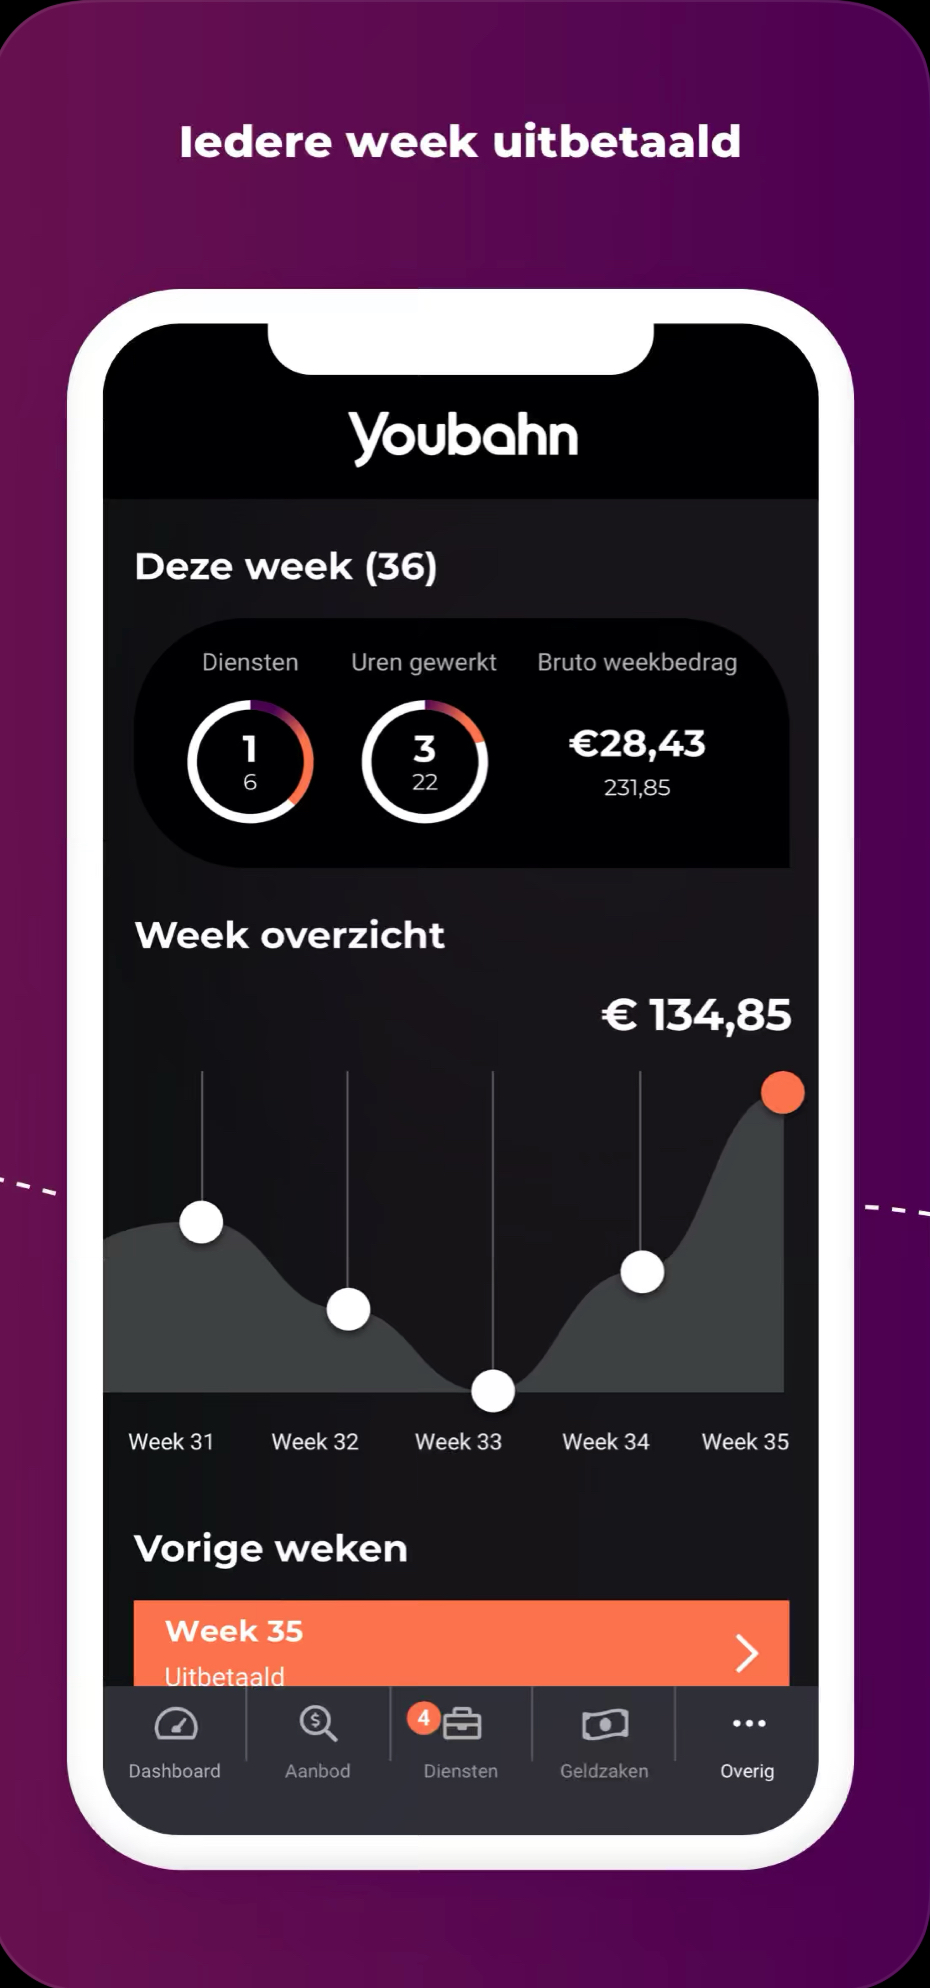 Iedere week uitbetaald
Youbahn
Deze week (36)
Diensten Uren gewerkt Bruto weekbedrag
1 3 €28,43
6 22 231,85
Week overzicht
€ 134,85
Week 31 Week 32 Week 33 Week 34 Week 35
Vorige weken
Week 35
Uitbetaald
4
Dashboard Aanbod Diensten Geldzaken Overig